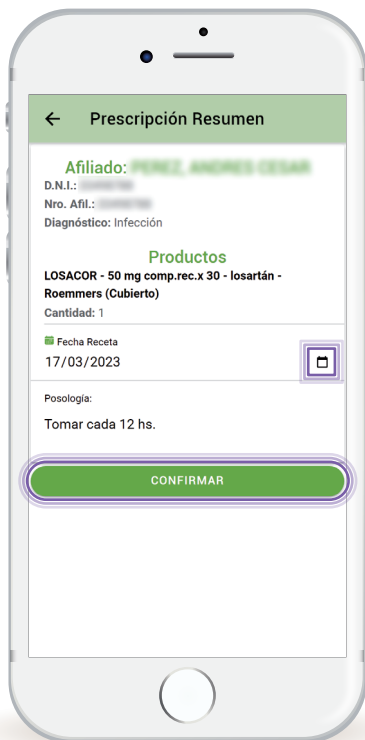 Prescripción Resumen
Afiliado:
D.N.I.:
Nro. Afil.:
Diagnóstico: Infección
Productos
LOSACOR - 50 mg comp.rec.x 30 - losartán -
Roemmers (Cubierto)
Cantidad: 1
Fecha Receta
17/03/2023
Posología:
Tomar cada 12 hs.
CONFIRMAR